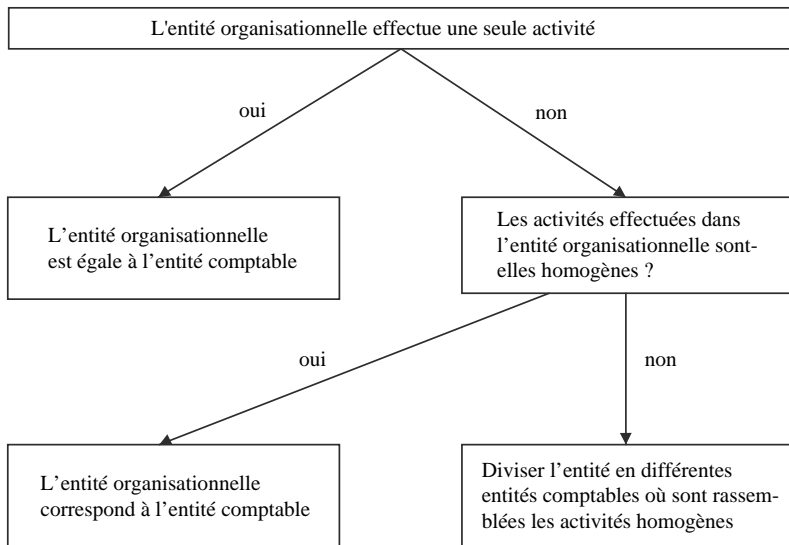 L'entité organisationnelle effectue une seule activité
oui
non
L’entité organisationnelle
est égale à l’entité comptable
Les activités effectuées dans
l’entité organisationnelle sont-
elles homogènes ?
oui
non
L’entité organisationnelle
correspond à l’entité comptable
Diviser l’entité en différentes
entités comptables où sont rassem-
blées les activités homogènes